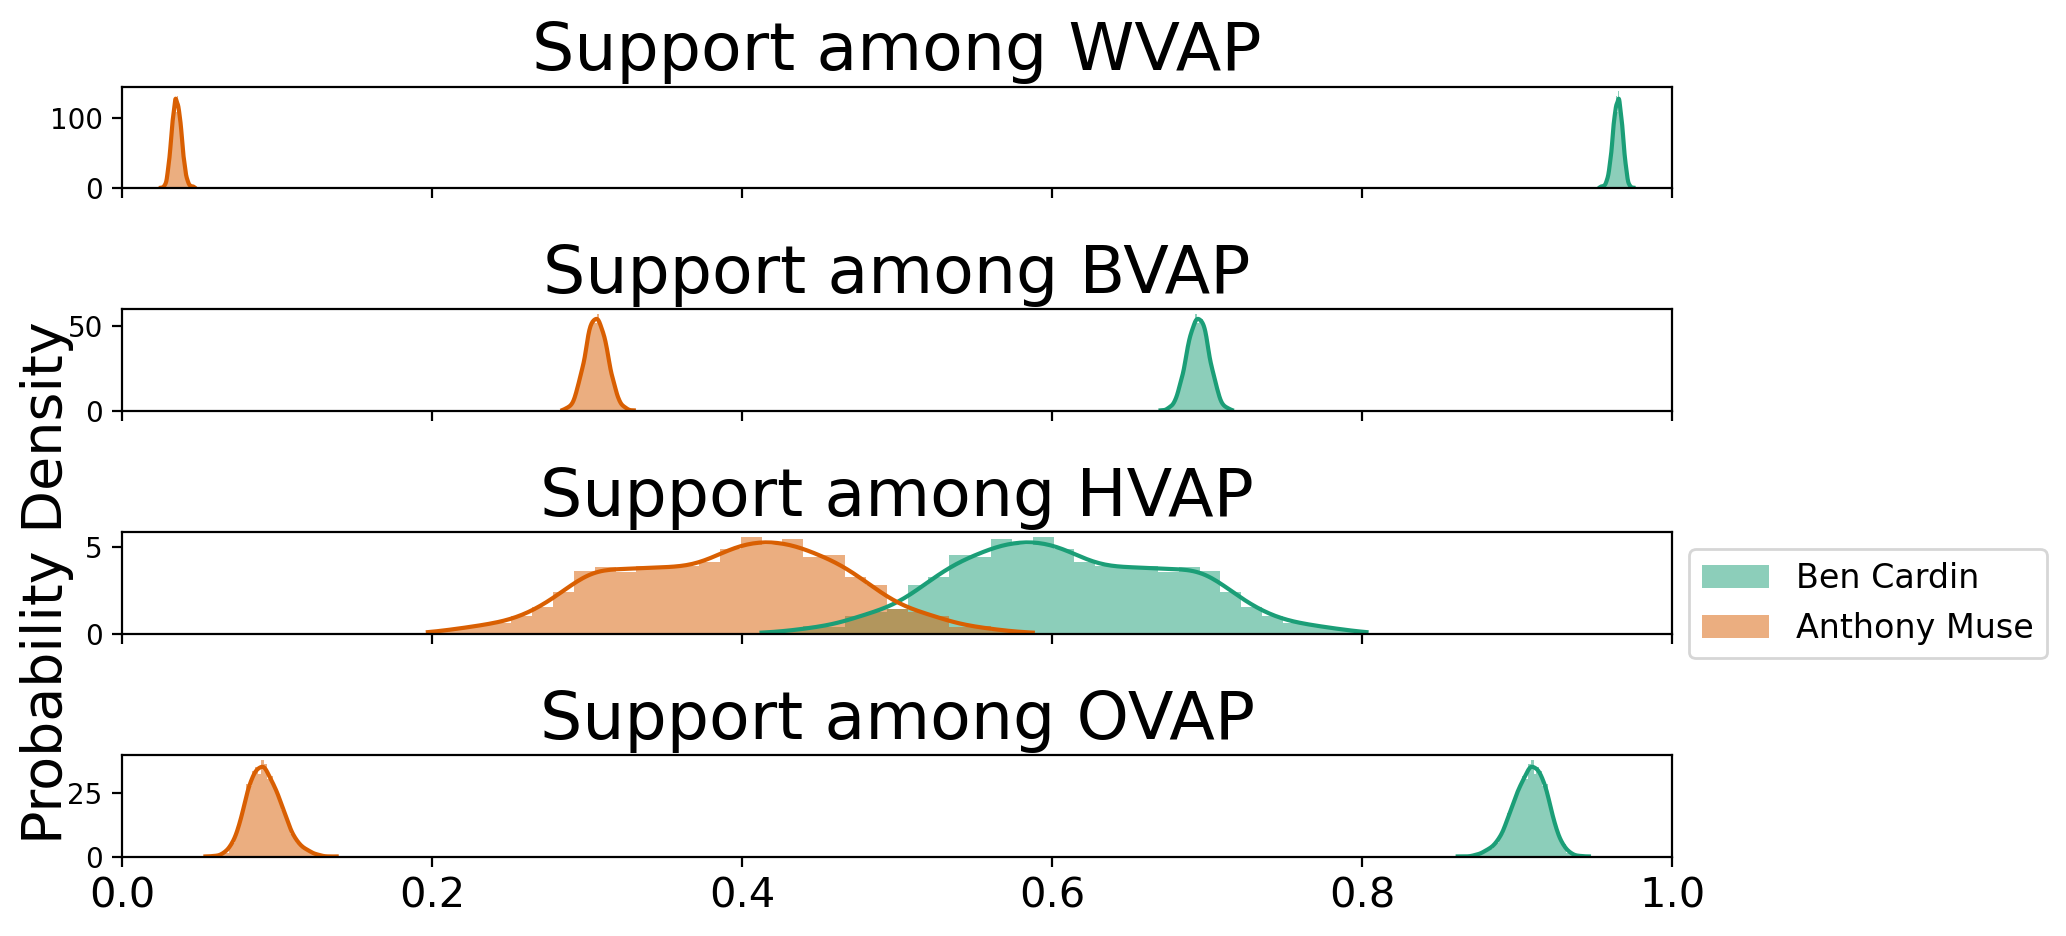 Support among WVAP
100
0
Support among BVAP
50
0
Support among HVAP
5
0
Support among OVAP
25
0
0.0 0.2 0.4 0.6 0.8 1.0
Probability Density
Ben Cardin
Anthony Muse